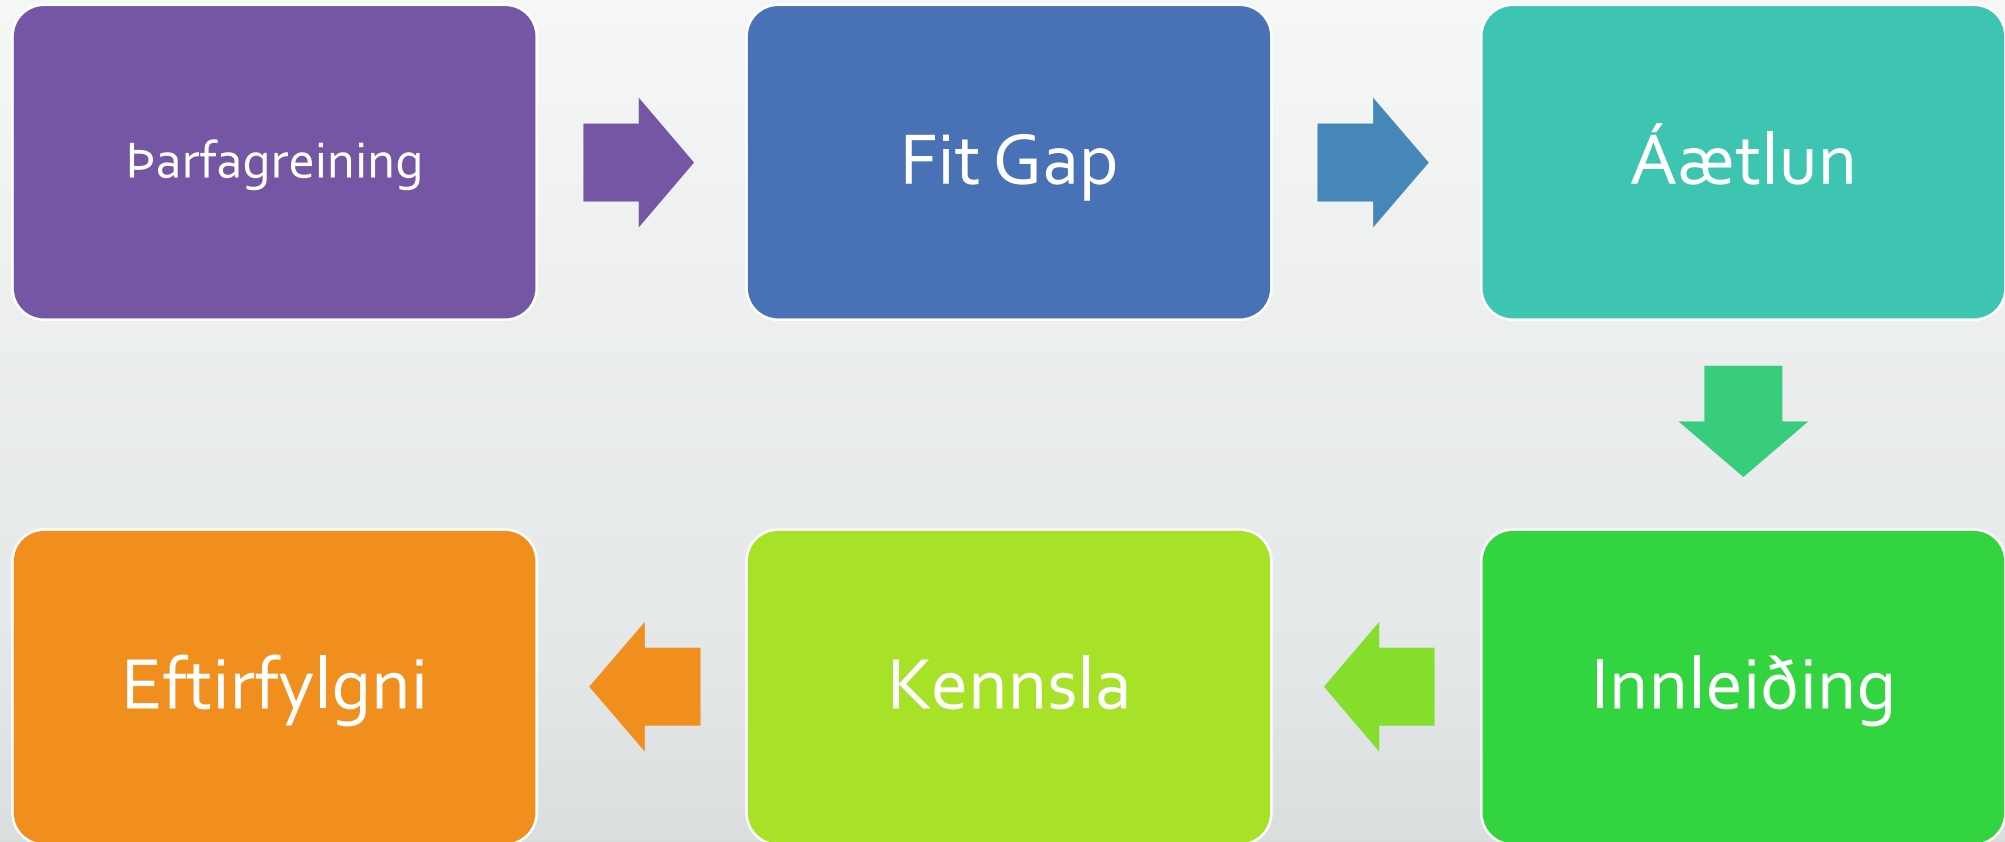 Þarfagreining
Fit Gap
Áætlun
Innleiðing
Kennsla
Eftirfylgni